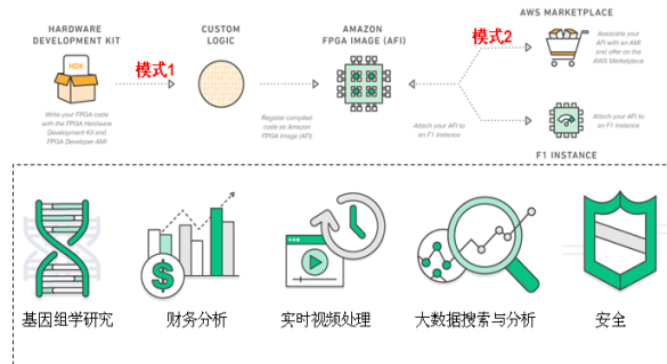 HARDWARE
DEVELOPMENT KIT
HDK
Write your FPGA code
with the FPGA Hardware
Development Kit and
FPGA Developer AMI
模式1
CUSTOM
LOGIC
Register compiled
code as Amazon
FPGA Image (AFI)
AMAZON
FPGA IMAGE (AFI)
Attach your AFI to
an F1 Instance
模式2
AWS MARKETPLACE
Associate your
AFI with an AMI
and offer on the
AWS Marketplace
Attach your AFI to
an F1 Instance
F1 INSTANCE
$
基因组学研究
财务分析
实时视频处理
大数据搜索与分析
安全